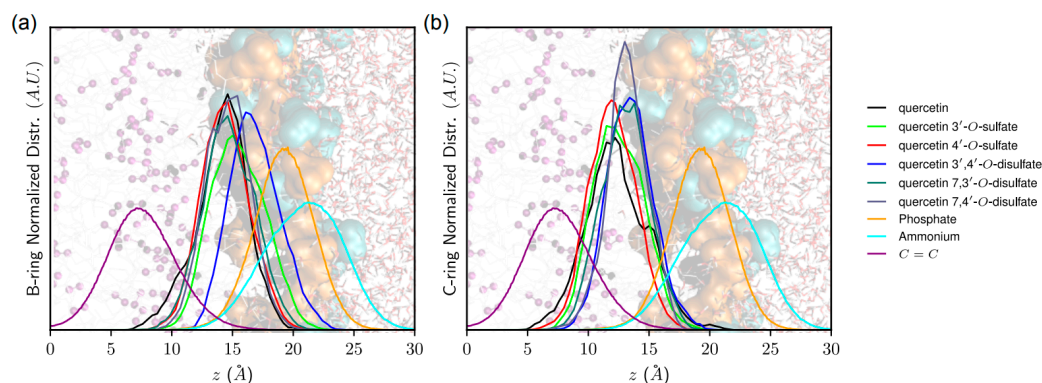 (a)
B-ring Normalized Distr. (A.U.)
0 5 10 15 20 25 30
z (Å)
(b)
C-ring Normalized Distr. (A.U.)
0 5 10 15 20 25 30
z (Å)
quercetin
quercetin 3′-O-sulfate
quercetin 4′-O-sulfate
quercetin 3′,4′-O-disulfate
quercetin 7,3′-O-disulfate
quercetin 7,4′-O-disulfate
Phosphate
Ammonium
C = C